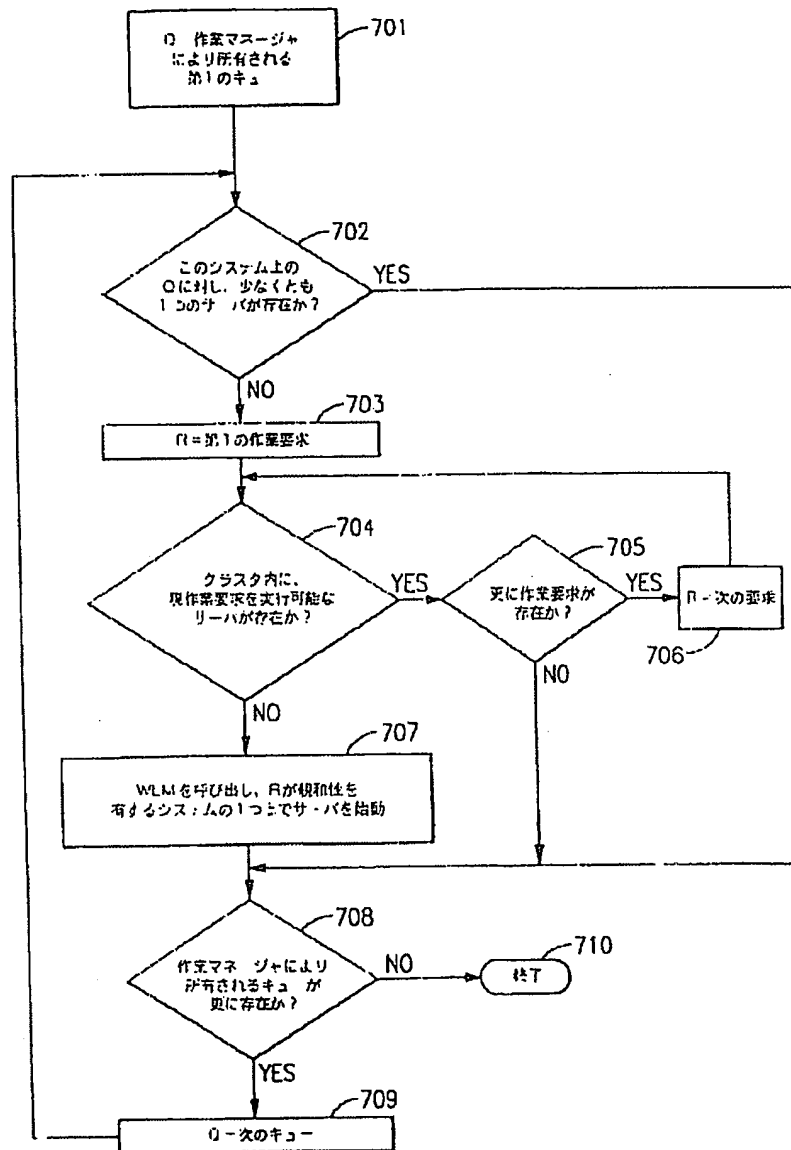 701
Q 作業マネージャ
により所有される
第1のキュー
702
このシステム上の
Qに対し、少なくとも
1つのサーバが存在か?
YES
NO
703
R=第1の作業要求
704
クラスタ内に、
現作業要求を実行可能な
サーバが存在か?
YES
705
更に作業要求が
存在か?
YES
R=次の要求
706
NO
NO
707
WLMを呼び出し、Rが親和性を
有するシステムの1つ上でサーバを始動
708
作業マネージャにより
所有されるキューが
更に存在か?
NO
710
終了
YES
709
Q=次のキュー